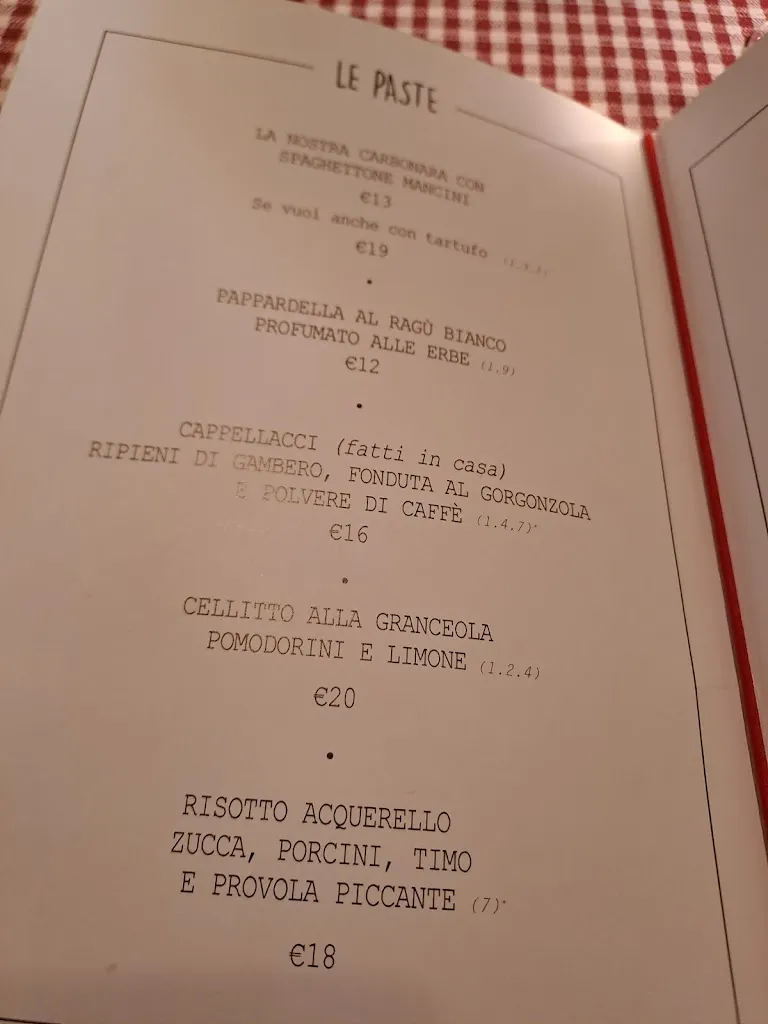 LE PASTE
LA NOSTRA CARBONARA CON
SPAGHETTONE MANCINI
€13
Se vuoi anche con tartufo
€19
•
PAPPARDELLA AL RAGÙ BIANCO
PROFUMATO ALLE ERBE (1.9)
€12
•
CAPPELLACCI (fatti in casa)
RIPIENI DI GAMBERO, FONDUTA AL GORGONZOLA
E POLVERE DI CAFFÈ (1.4.7)*
€16
•
CELLITTO ALLA GRANCEOLA
POMODORINI E LIMONE (1.2.4)
€20
•
RISOTTO ACQUERELLO
ZUCCA, PORCINI, TIMO
E PROVOLA PICCANTE (7)*
€18